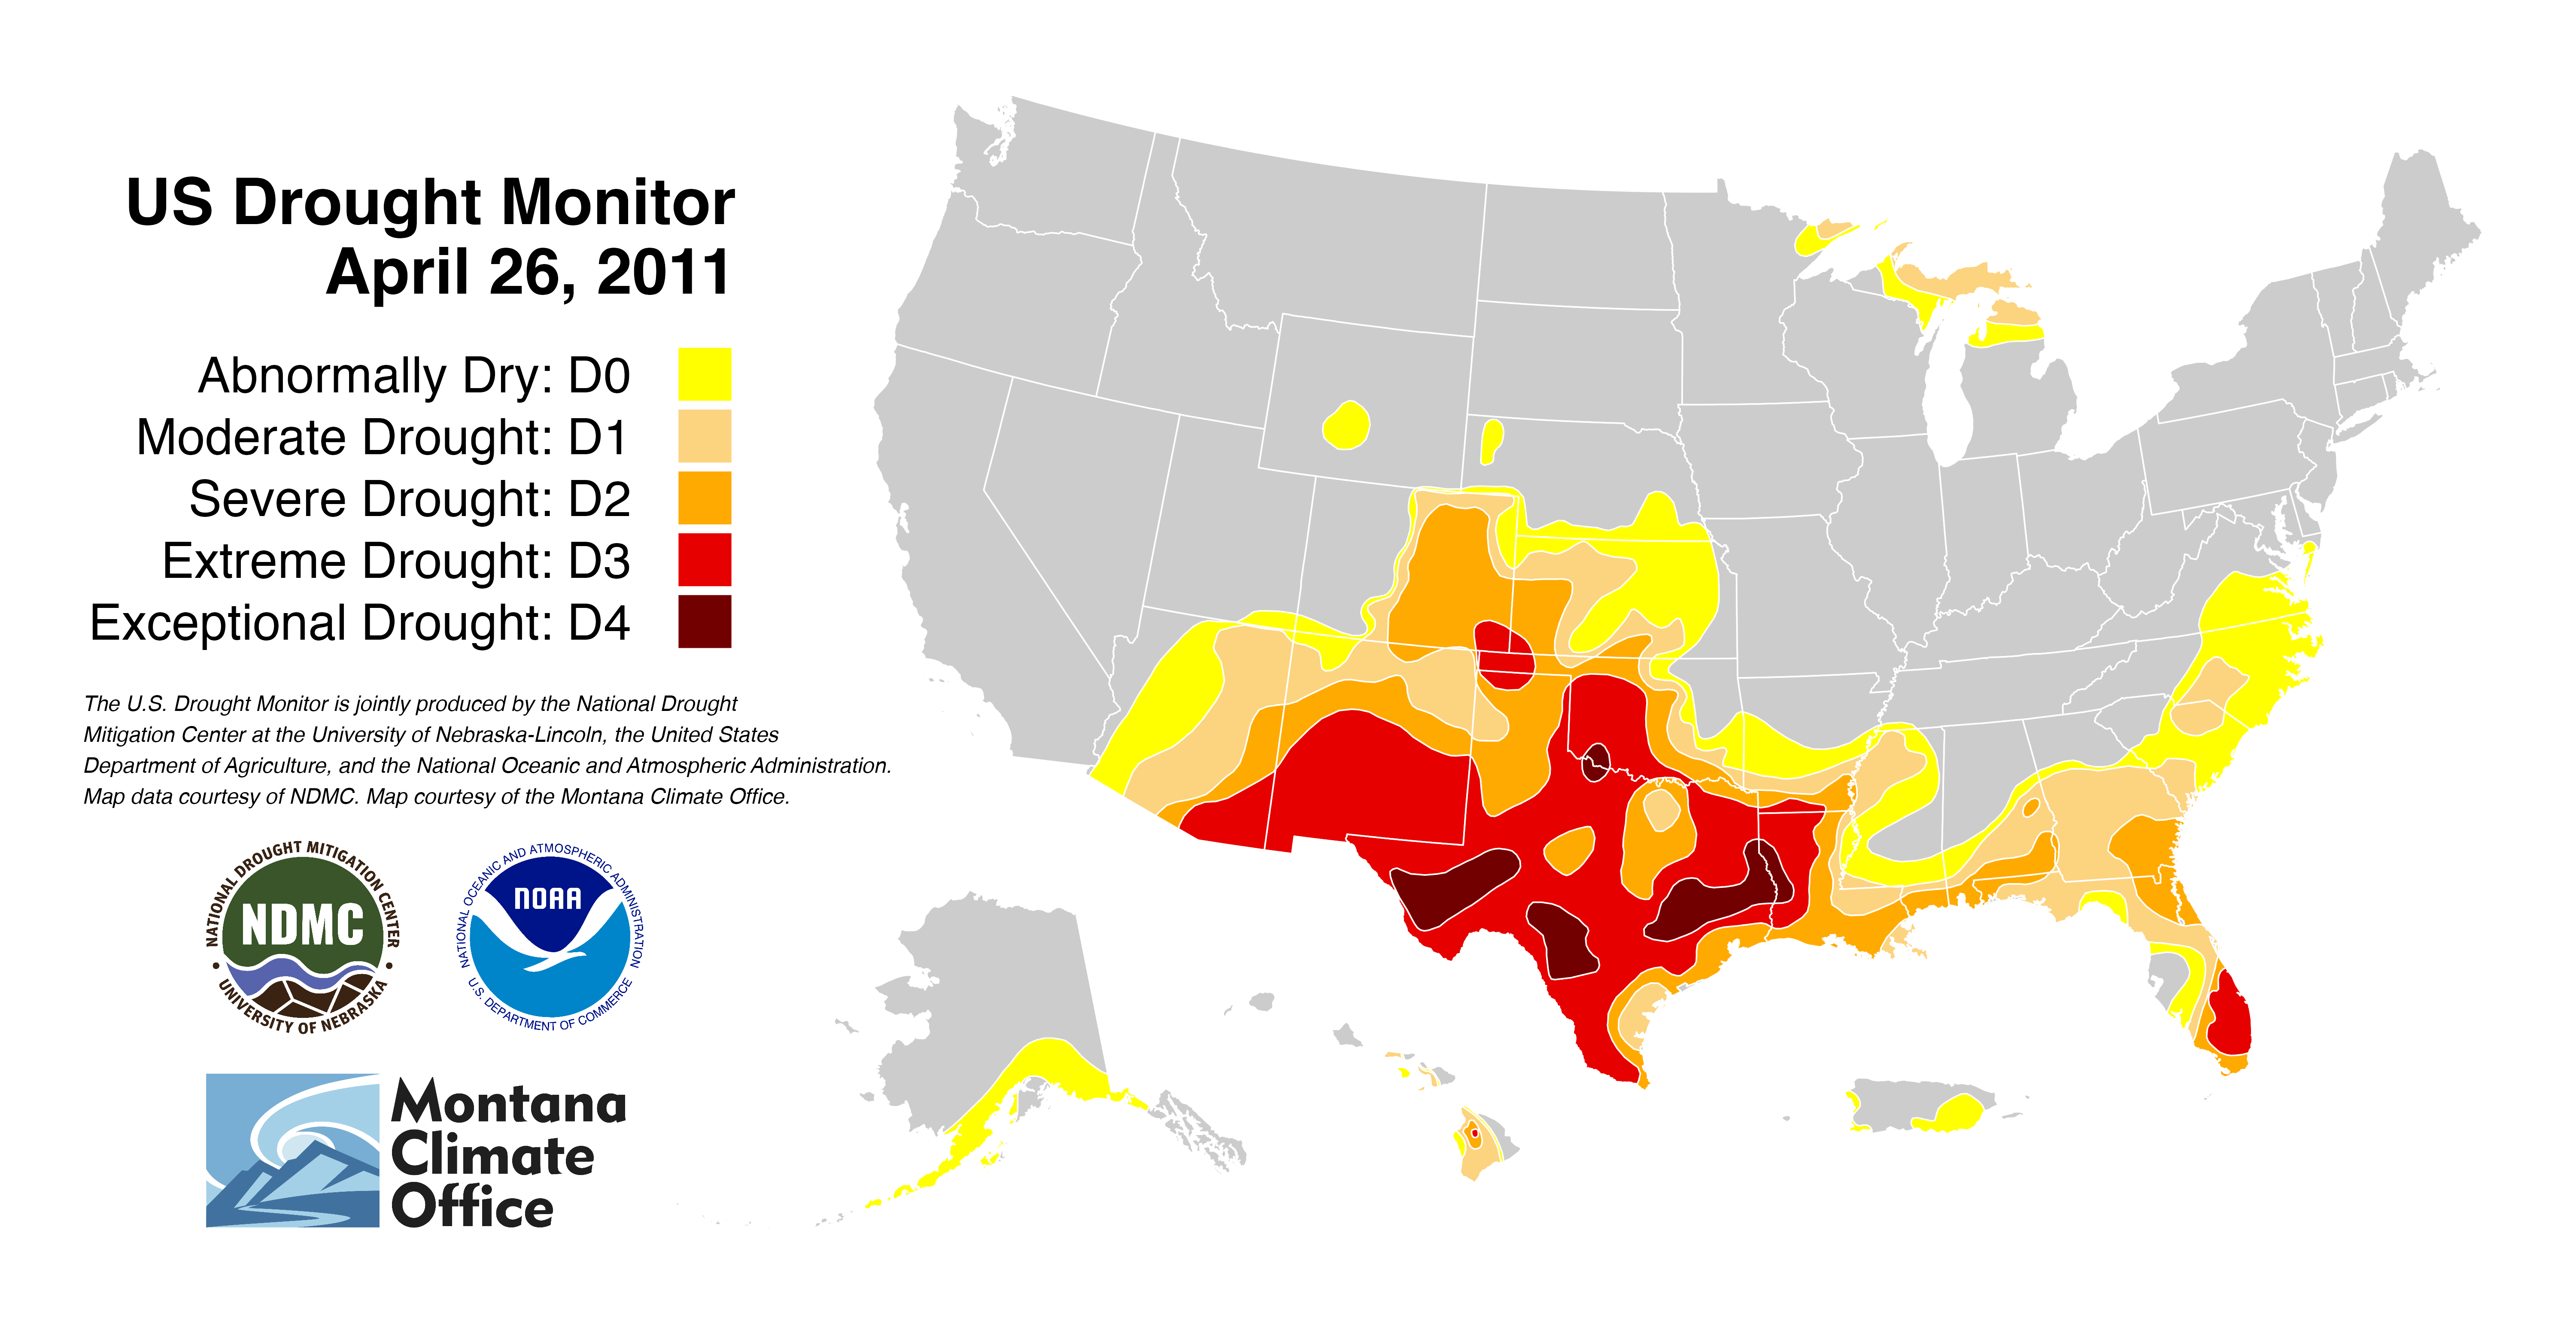 US Drought Monitor
April 26, 2011
Abnormally Dry: D0
Moderate Drought: D1
Severe Drought: D2
Extreme Drought: D3
Exceptional Drought: D4
The U.S. Drought Monitor is jointly produced by the National Drought
Mitigation Center at the University of Nebraska-Lincoln, the United States
Department of Agriculture, and the National Oceanic and Atmospheric Administration.
Map data courtesy of NDMC. Map courtesy of the Montana Climate Office.
NATIONAL DROUGHT MITIGATION CENTER
NDMC
UNIVERSITY OF NEBRASKA
NATIONAL OCEANIC AND ATMOSPHERIC ADMINISTRATION
NOAA
U.S. DEPARTMENT OF COMMERCE
Montana
Climate
Office